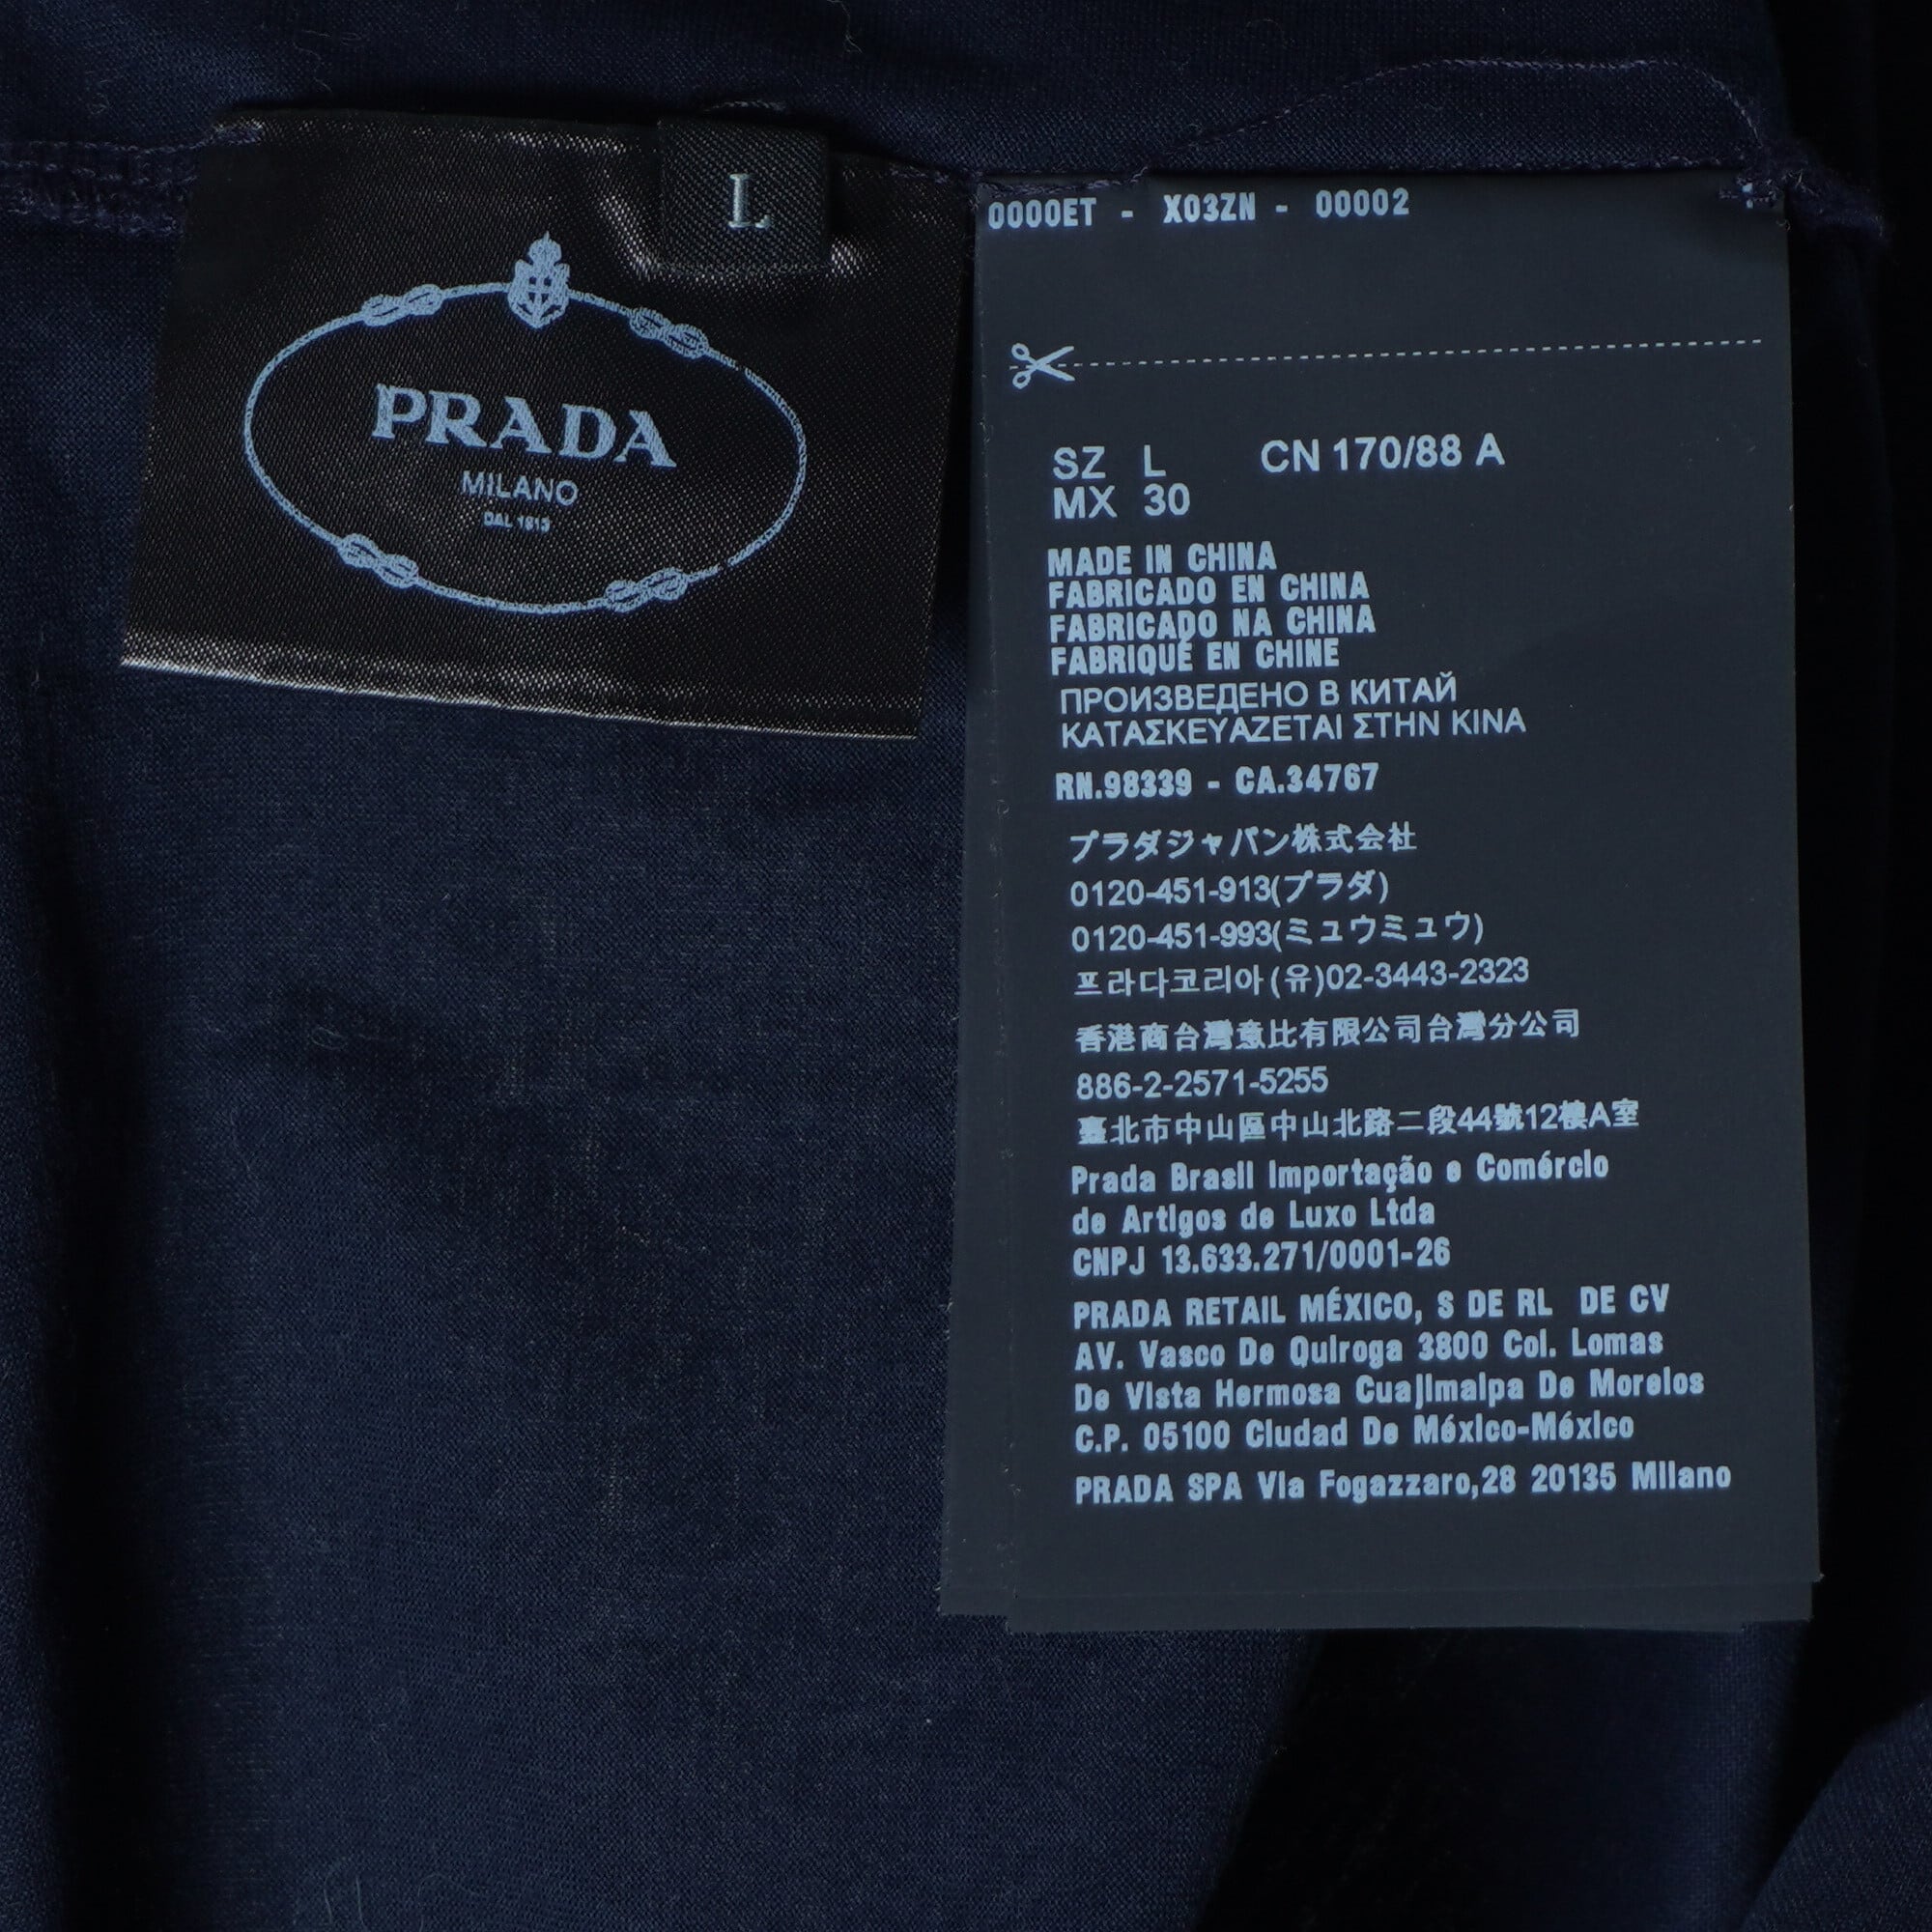 L
PRADA
MILANO
DAL 1913
0000ET - X03ZN - 00002
SZ L CN 170/88 A
MX 30
MADE IN CHINA
FABRICADO EN CHINA
FABRICADO NA CHINA
FABRIQUÉ EN CHINE
ПРОИЗВЕДЕНО В КИТАЙ
ΚΑΤΑΣΚΕΥΑΖΕΤΑΙ ΣΤΗΝ ΚΙΝΑ
RN.98339 - CA.34767
プラダジャパン株式会社
0120-451-913(プラダ)
0120-451-993(ミュウミュウ)
프라다코리아(유)02-3443-2323
香港商台灣意比有限公司台灣分公司
886-2-2571-5255
臺北市中山區中山北路二段44號12樓A室
Prada Brasil Importação e Comércio
de Artigos de Luxo Ltda
CNPJ 13.633.271/0001-26
PRADA RETAIL MÉXICO, S DE RL DE CV
AV. Vasco De Quiroga 3800 Col. Lomas
De Vista Hermosa Cuajimalpa De Morelos
C.P. 05100 Ciudad De México-México
PRADA SPA Via Fogazzaro,28 20135 Milano